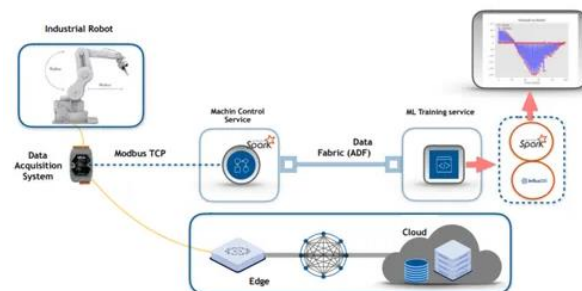 Industrial Robot
Machin Control
Service
ML Training service
Spark
Data
Acquisition
System
Modbus TCP
Data
Fabric (ADF)
Spark
influxdb
Cloud
Edge